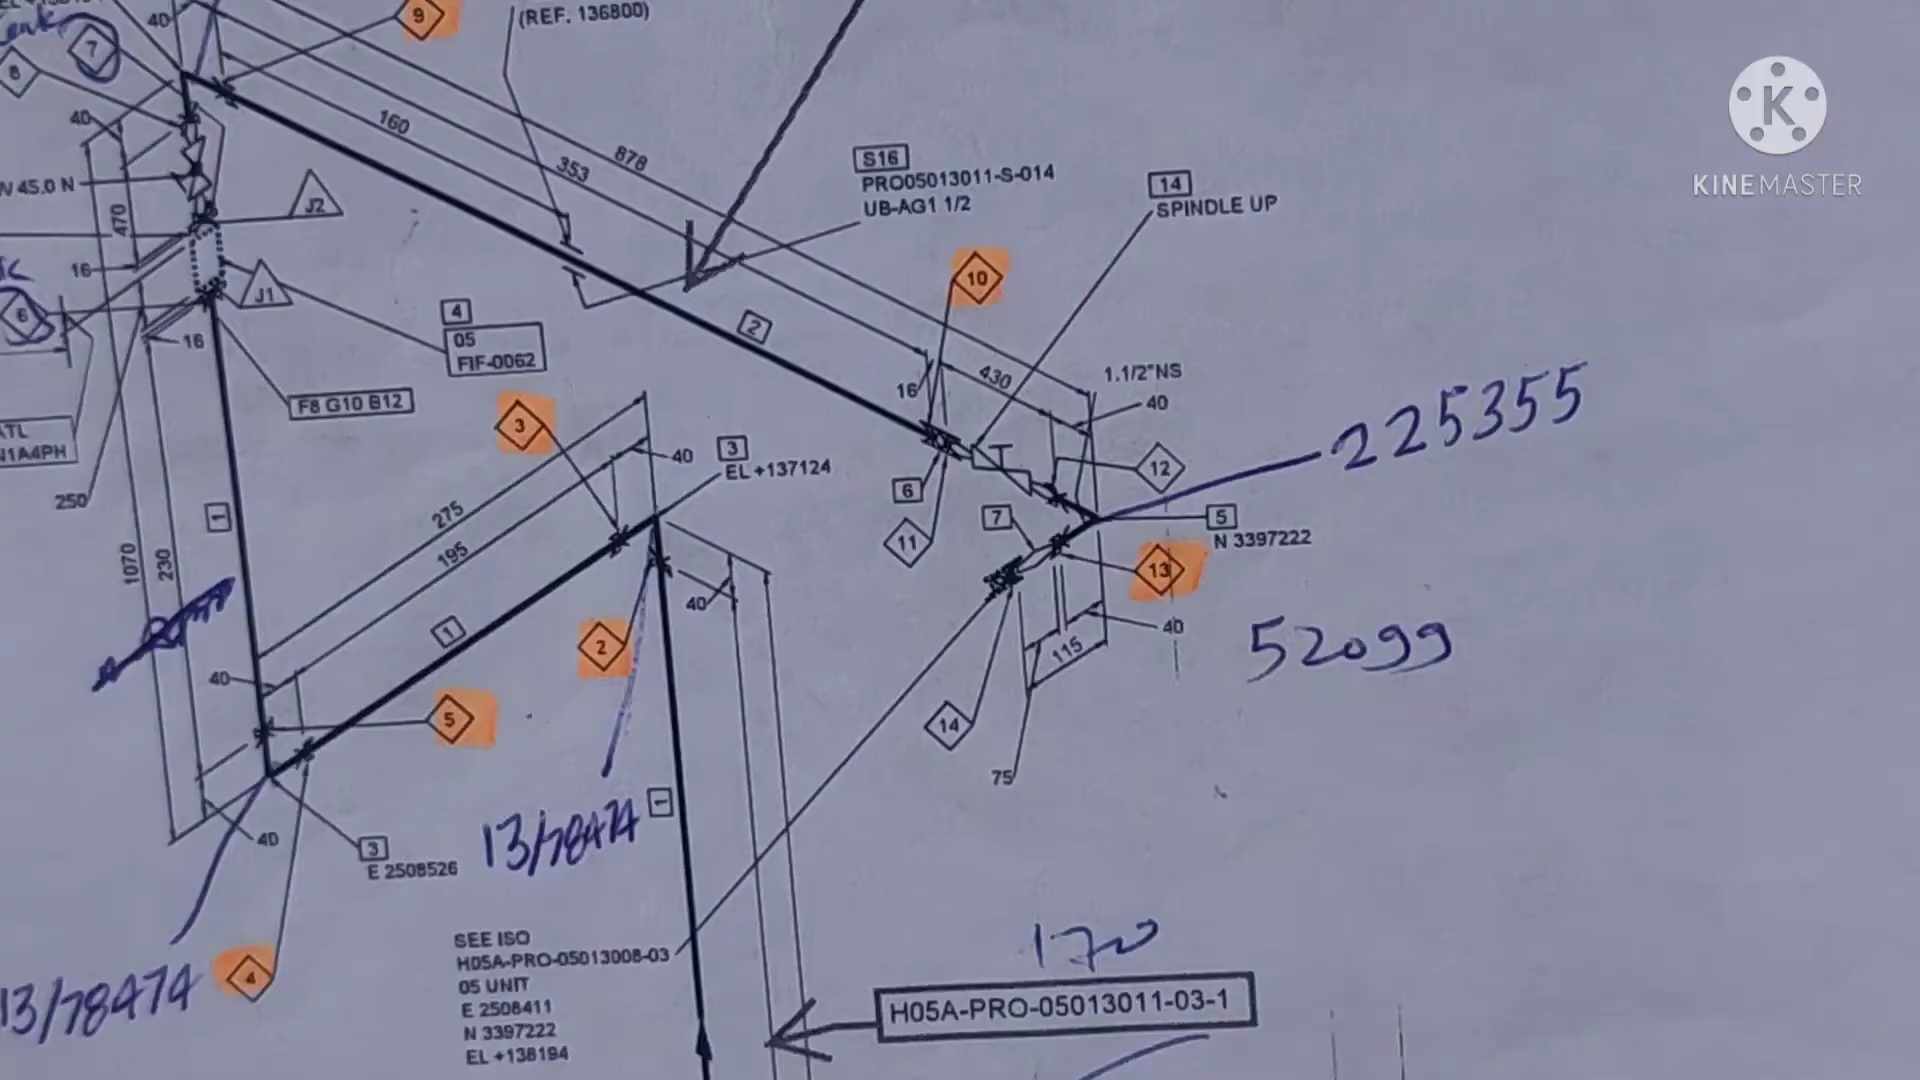 9
(REF. 136800)
40
7
8
KINEMASTER
K
40
160
353
878
S16
PRO05013011-S-014
UB-AG1 1/2
14
SPINDLE UP
45.0 N
J2
470
16
J1
10
6
4
05
FIF-0062
2
16
430
1.1/2"NS
40
16
F8 G10 B12
225355
3
40
3
EL +137124
12
N1A4PH
250
6
7
5
N 3397222
1
275
195
11
13
1070
230
40
52099
40
1
2
115
40
5
14
75
40
3
E 2508526
13/78474
1
4
13/78474
SEE ISO
H05A-PRO-05013008-03
05 UNIT
E 2508411
N 3397222
EL +138194
H05A-PRO-05013011-03-1